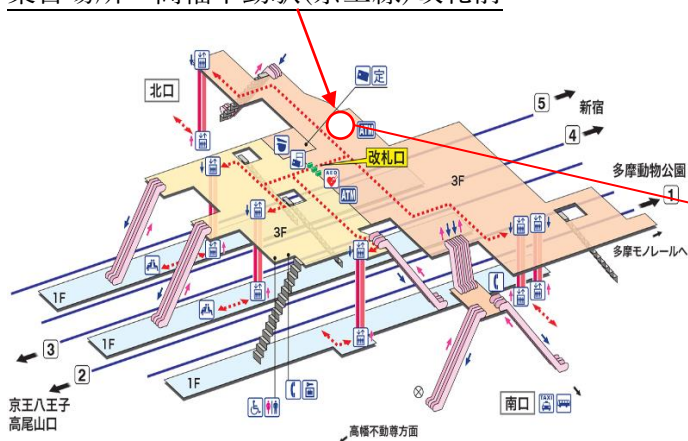 集合場所 高幡不動駅(京王線)改札前
北口
定
ATM
5
新宿
4
改札口
AED
ATM
3F
多摩動物公園
1
多摩モノレールへ
3F
1F
1F
1F
3
2
京王八王子
高尾山口
南口
TAXI
高幡不動尊方面